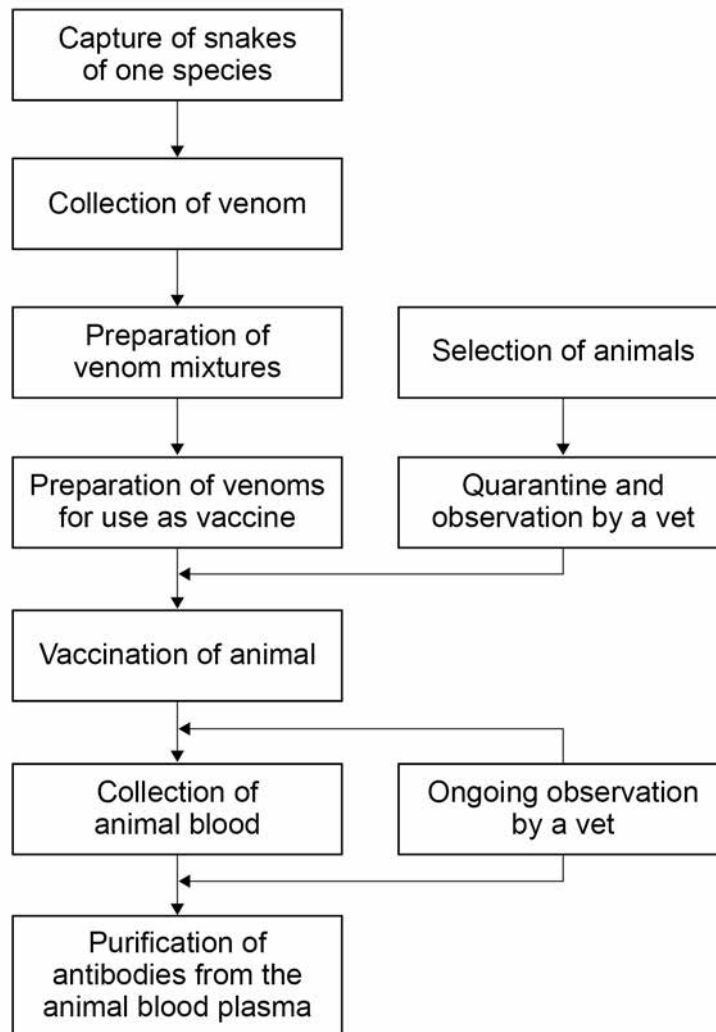 Capture of snakes
of one species
Collection of venom
Preparation of
venom mixtures
Selection of animals
Preparation of venoms
for use as vaccine
Quarantine and
observation by a vet
Vaccination of animal
Collection of
animal blood
Ongoing observation
by a vet
Purification of
antibodies from the
animal blood plasma